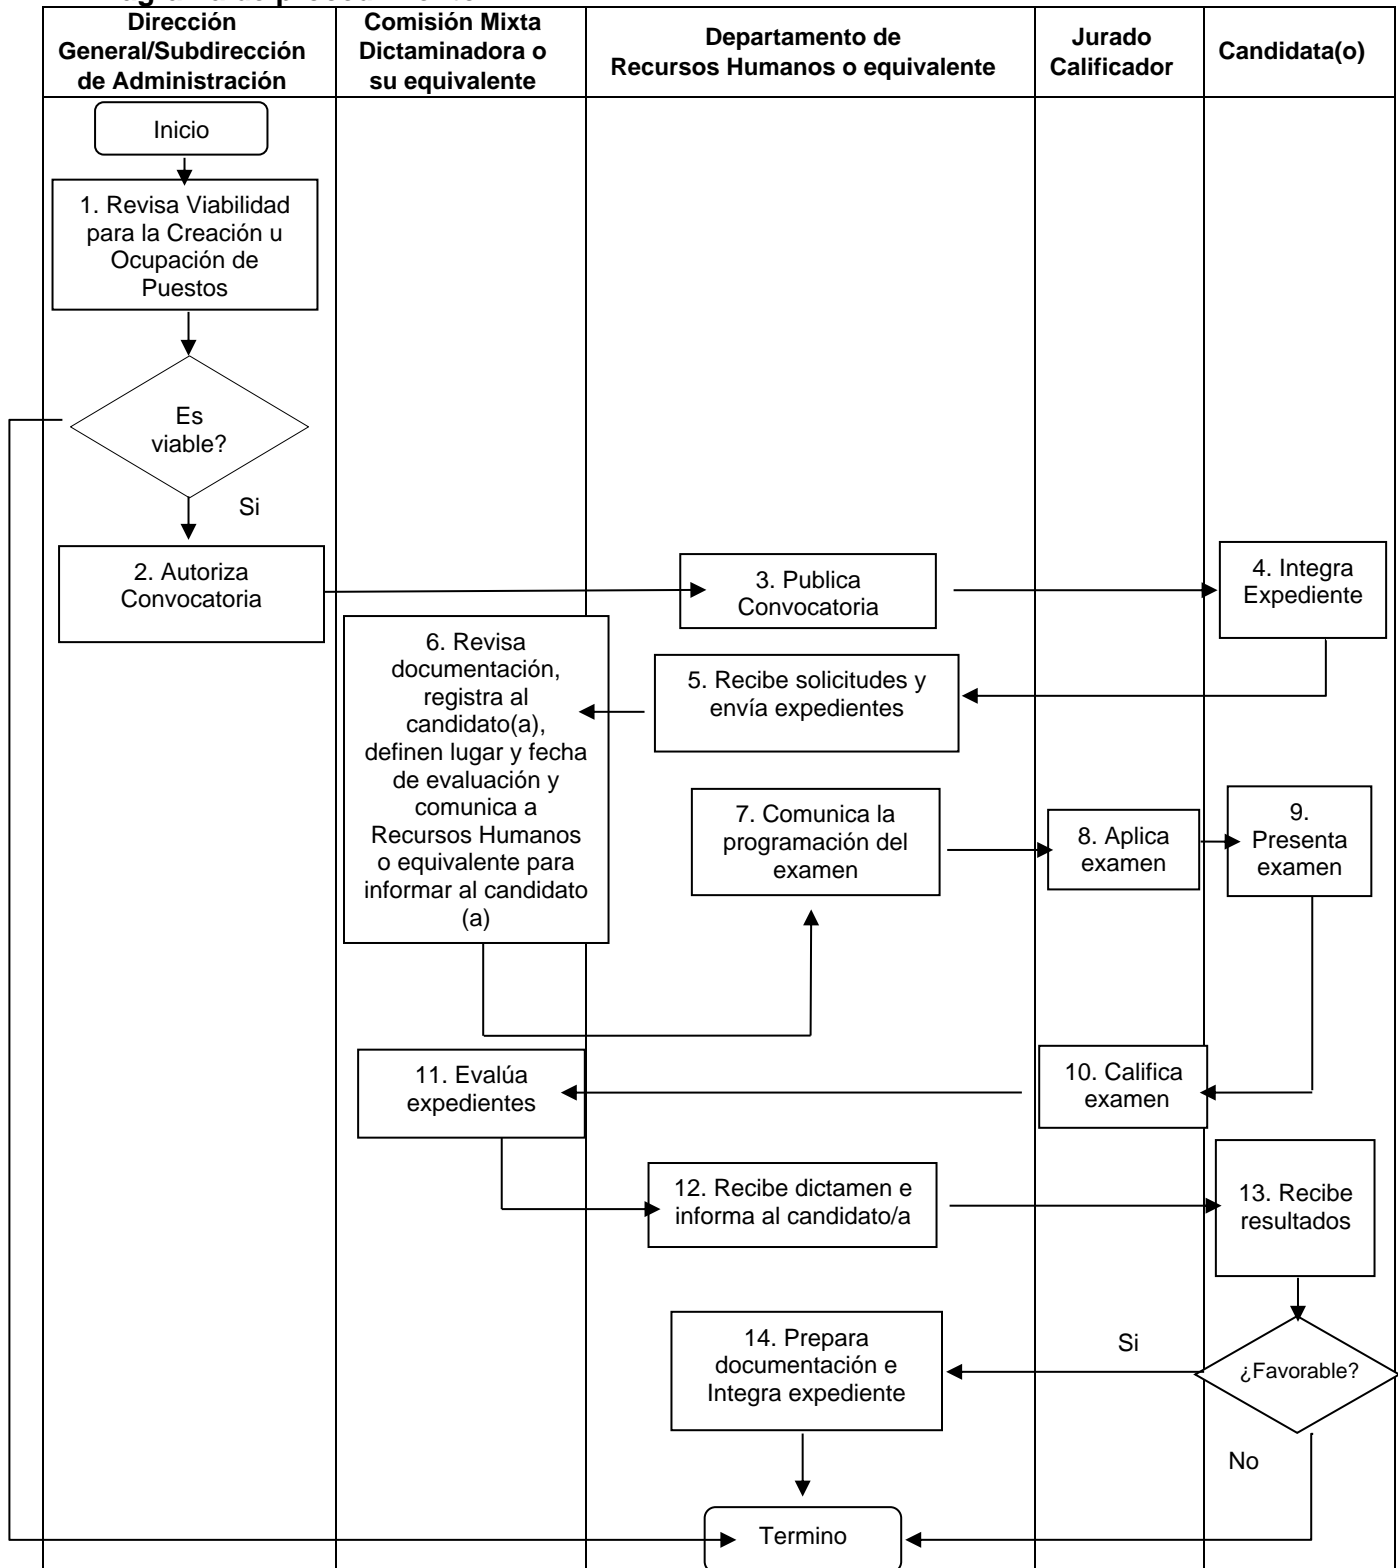 Dirección
General/Subdirección
de Administración
Comisión Mixta
Dictaminadora o
su equivalente
Departamento de
Recursos Humanos o equivalente
Jurado
Calificador
Candidata(o)
Inicio
1. Revisa Viabilidad
para la Creación u
Ocupación de
Puestos
Es
viable?
Si
2. Autoriza
Convocatoria
3. Publica
Convocatoria
4. Integra
Expediente
5. Recibe solicitudes y
envía expedientes
6. Revisa
documentación,
registra al
candidato(a),
definen lugar y fecha
de evaluación y
comunica a
Recursos Humanos
o equivalente para
informar al candidato
(a)
7. Comunica la
programación del
examen
8. Aplica
examen
9.
Presenta
examen
10. Califica
examen
11. Evalúa
expedientes
12. Recibe dictamen e
informa al candidato/a
13. Recibe
resultados
¿Favorable?
Si
14. Prepara
documentación e
Integra expediente
No
Termino